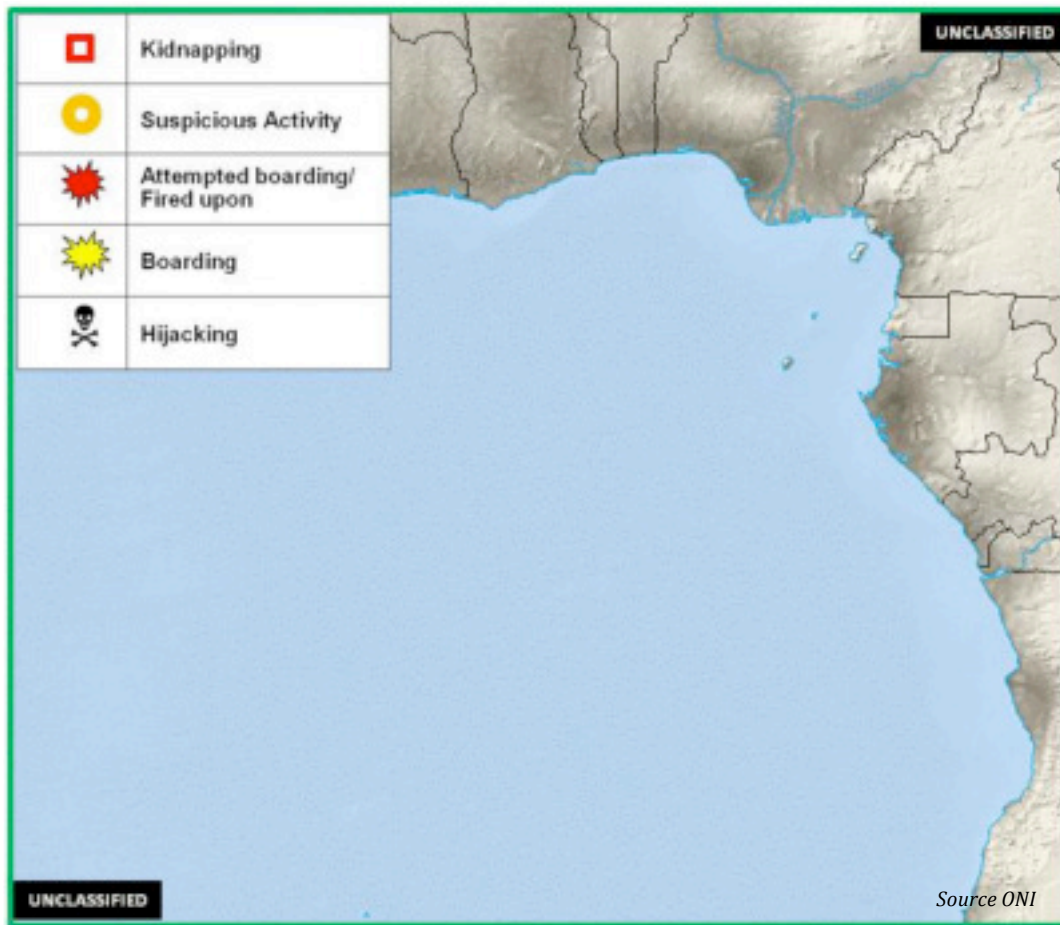 UNCLASSIFIED
Kidnapping
Suspicious Activity
Attempted boarding/
Fired upon
Boarding
Hijacking
UNCLASSIFIED
Source ONI